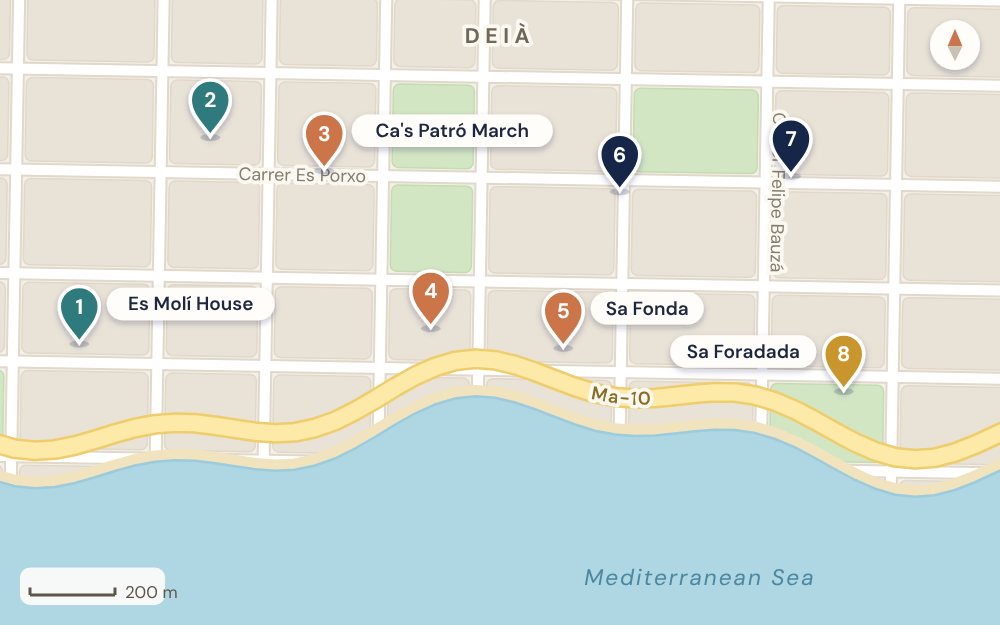 DEIÀ
2
3
Ca's Patró March
6
7
Carrer Es Porxo
Felipe Bauzá
1
Es Molí House
4
5
Sa Fonda
Sa Foradada
8
Ma-10
Mediterranean Sea
200 m